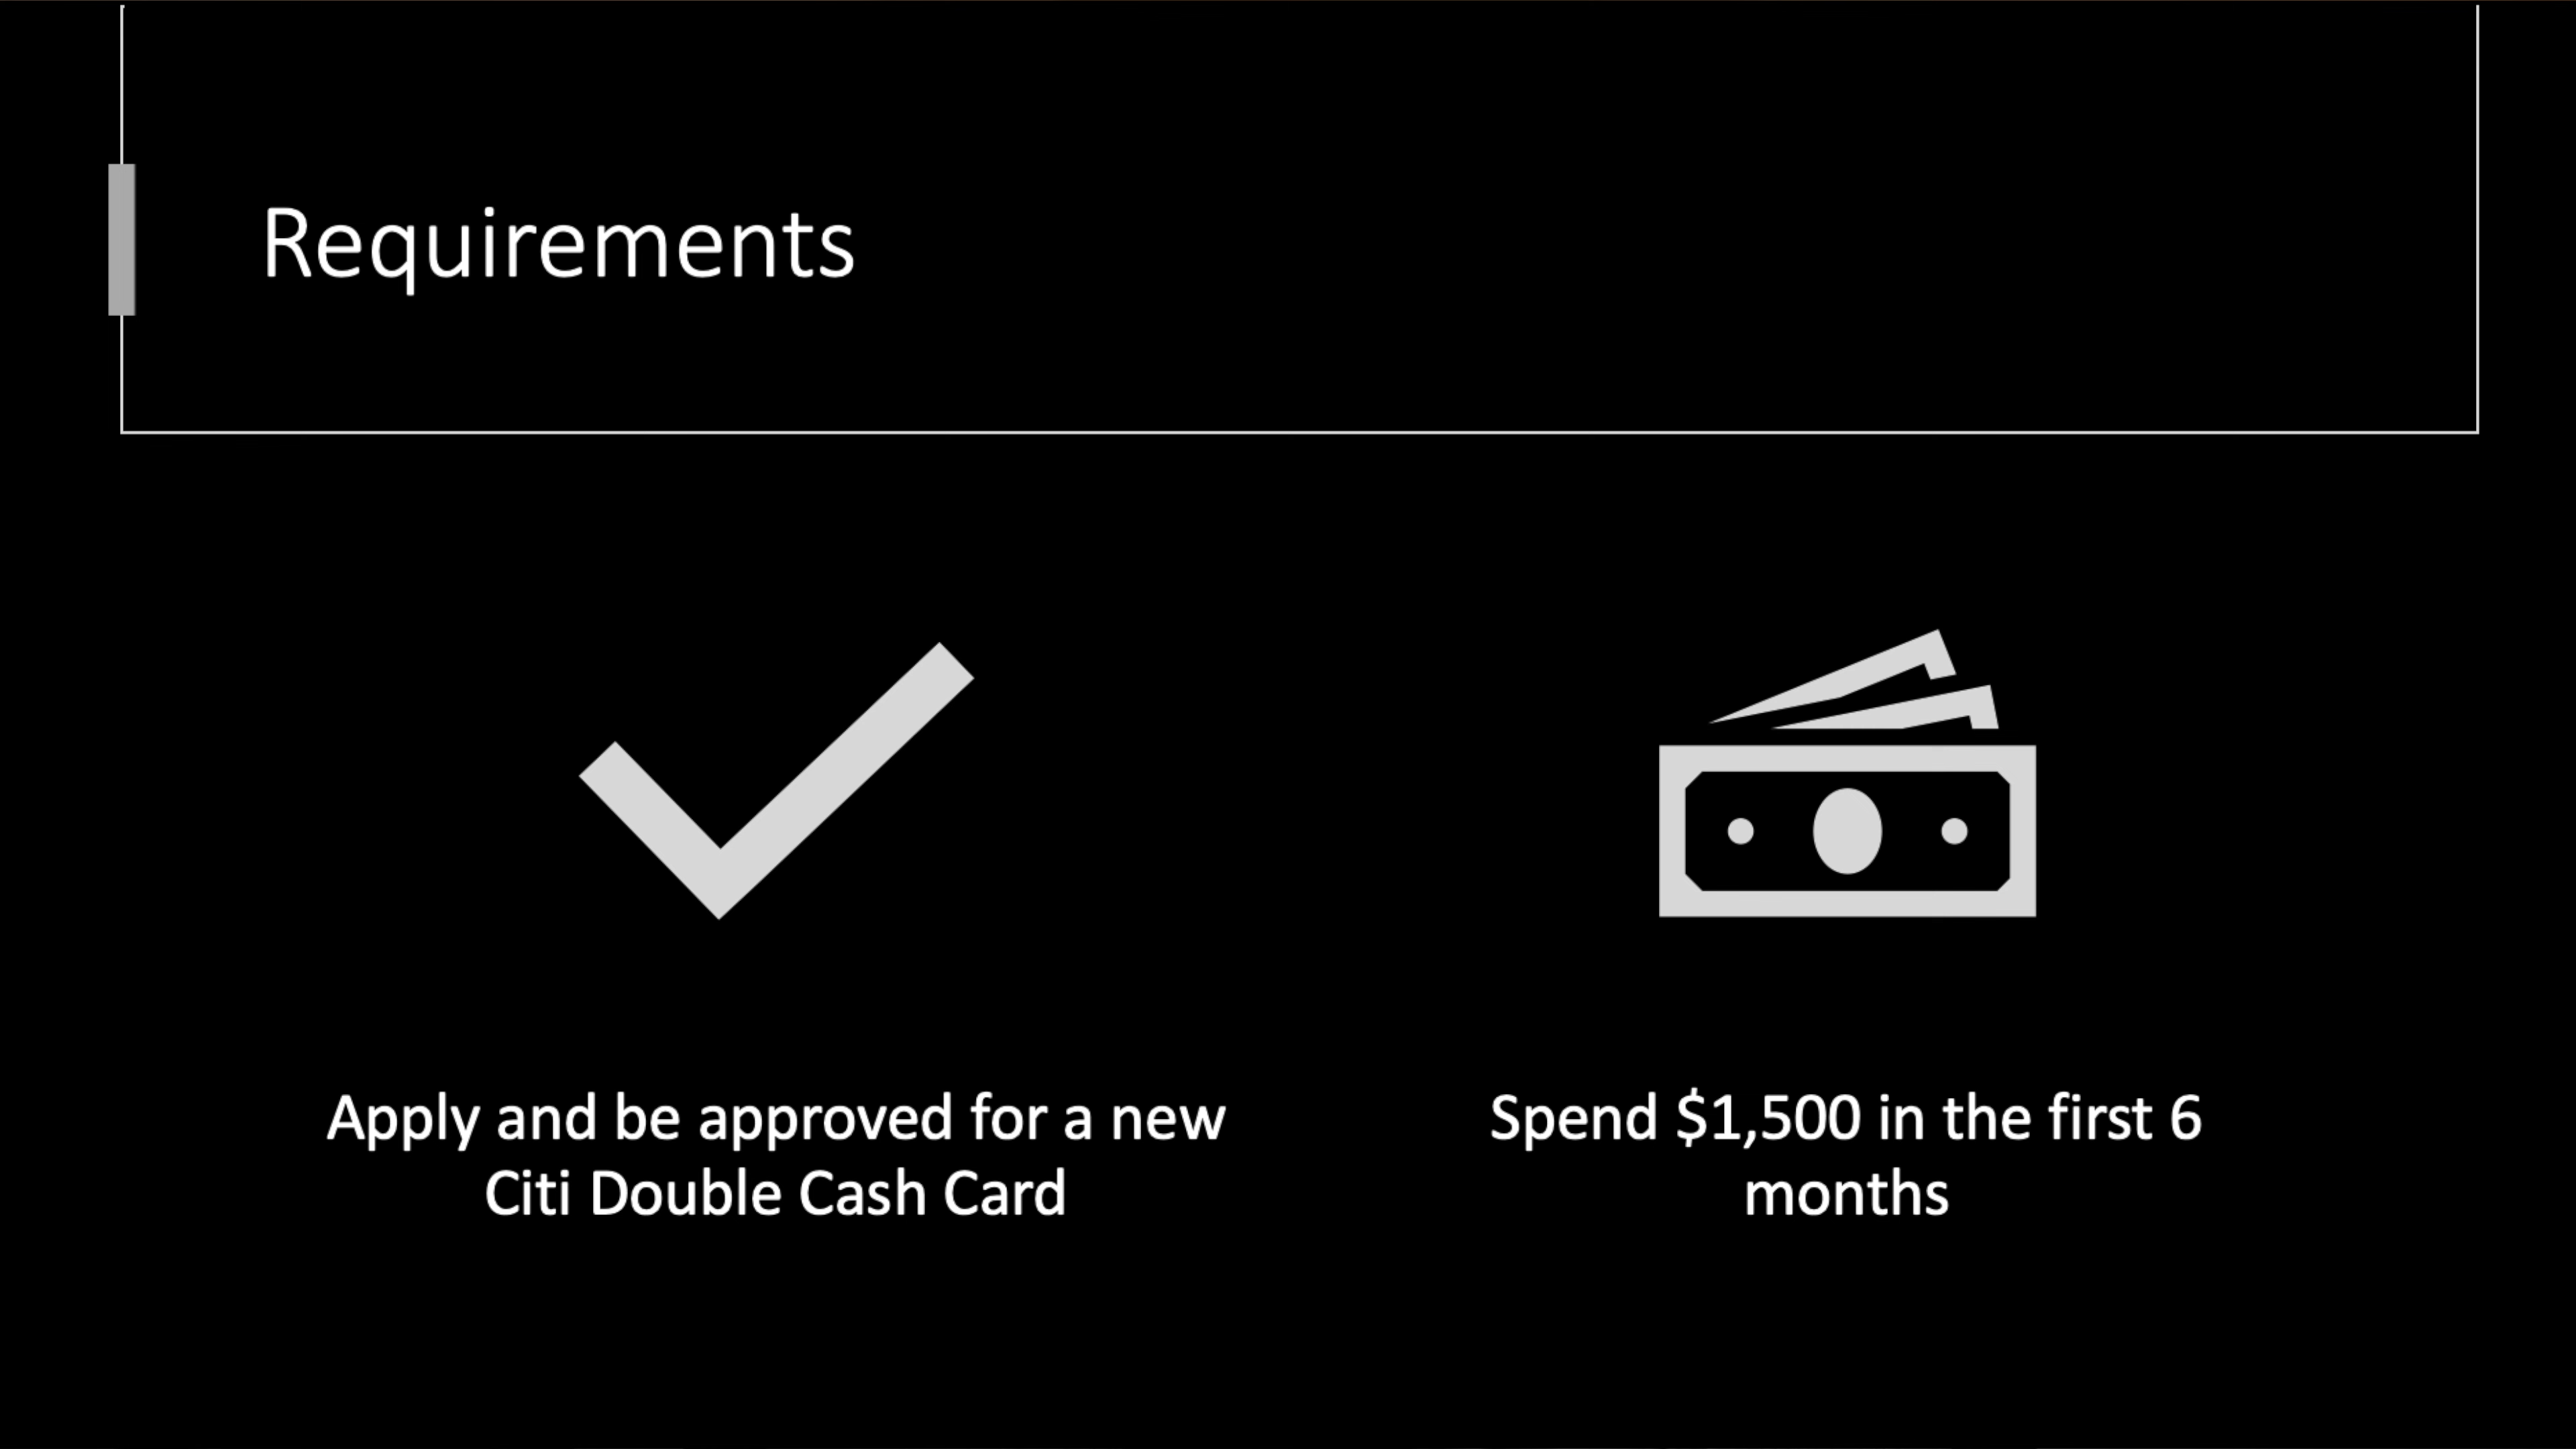 Requirements
Apply and be approved for a new
Citi Double Cash Card
Spend $1,500 in the first 6
months